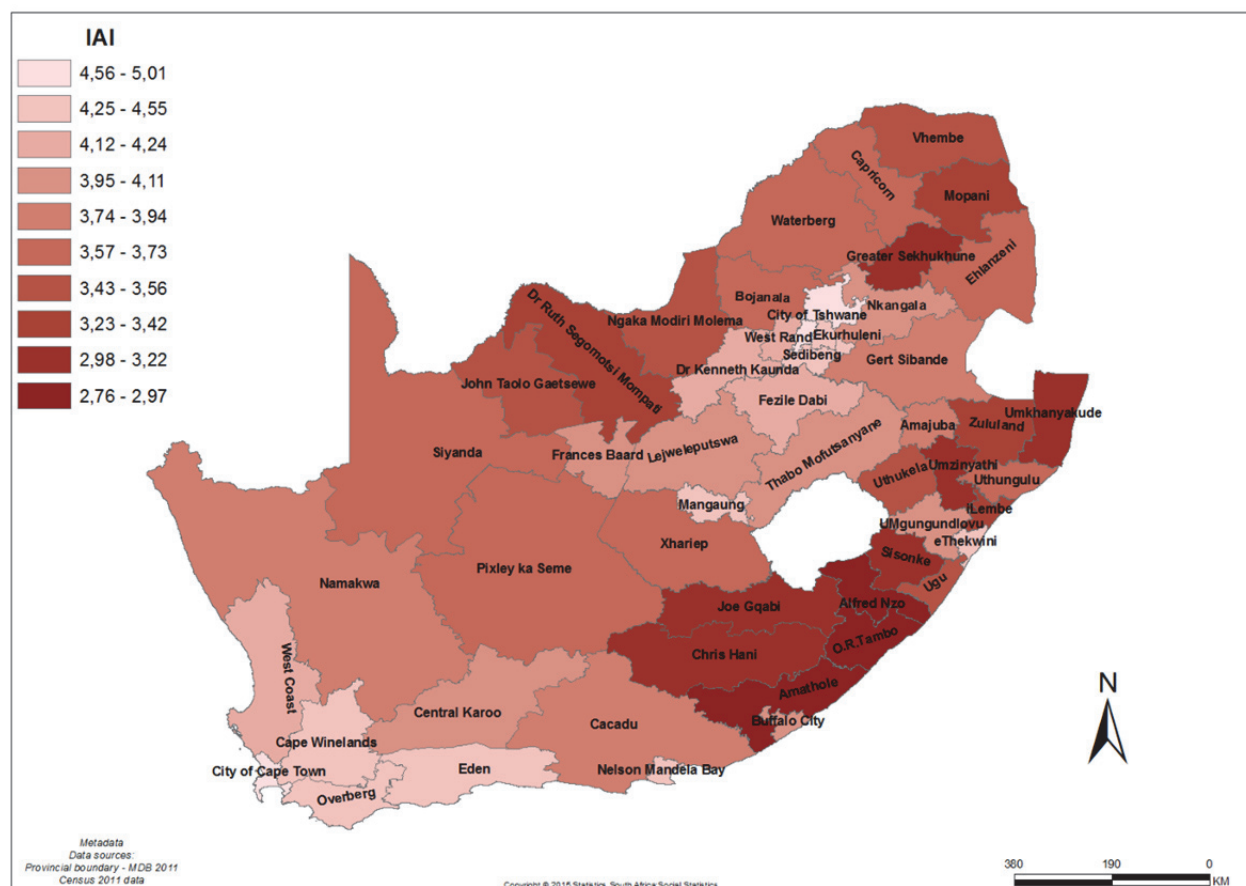 IAI
4,56 - 5,01
4,25 - 4,55
4,12 - 4,24
3,95 - 4,11
3,74 - 3,94
3,57 - 3,73
3,43 - 3,56
3,23 - 3,42
2,98 - 3,22
2,76 - 2,97
Vhembe
Capricorn
Mopani
Waterberg
Greater Sekhukhune
Ehlanzeni
Bojanala
Nkangala
City of Tshwane
Dr Ruth Segomotsi Mompati
Ngaka Modiri Molema
West Rand
Ekurhuleni
Sedibeng
Gert Sibande
Dr Kenneth Kaunda
John Taolo Gaetsewe
Fezile Dabi
Umkhanyakude
Zululand
Amajuba
Siyanda
Frances Baard
Lejweleputswa
Thabo Mofutsanyane
Umzinyathi
Uthukela
Uthungulu
Mangaung
iLembe
UMgungundlovu
eThekwini
Xhariep
Sisonke
Pixley ka Seme
Namakwa
Ugu
Joe Gqabi
Alfred Nzo
O.R.Tambo
Chris Hani
West Coast
Amathole
Central Karoo
Buffalo City
Cacadu
Cape Winelands
City of Cape Town
Eden
Nelson Mandela Bay
Overberg
N
Metadata
Data sources:
Provincial boundary - MDB 2011
Census 2011 data
Copyright © 2015 Statistics, South Africa:Social Statistics
380 190 0
KM